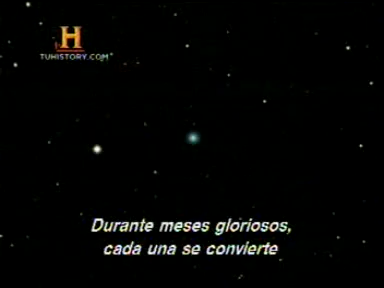 H
TUHISTORY.COM
Durante meses gloriosos,
cada una se convierte